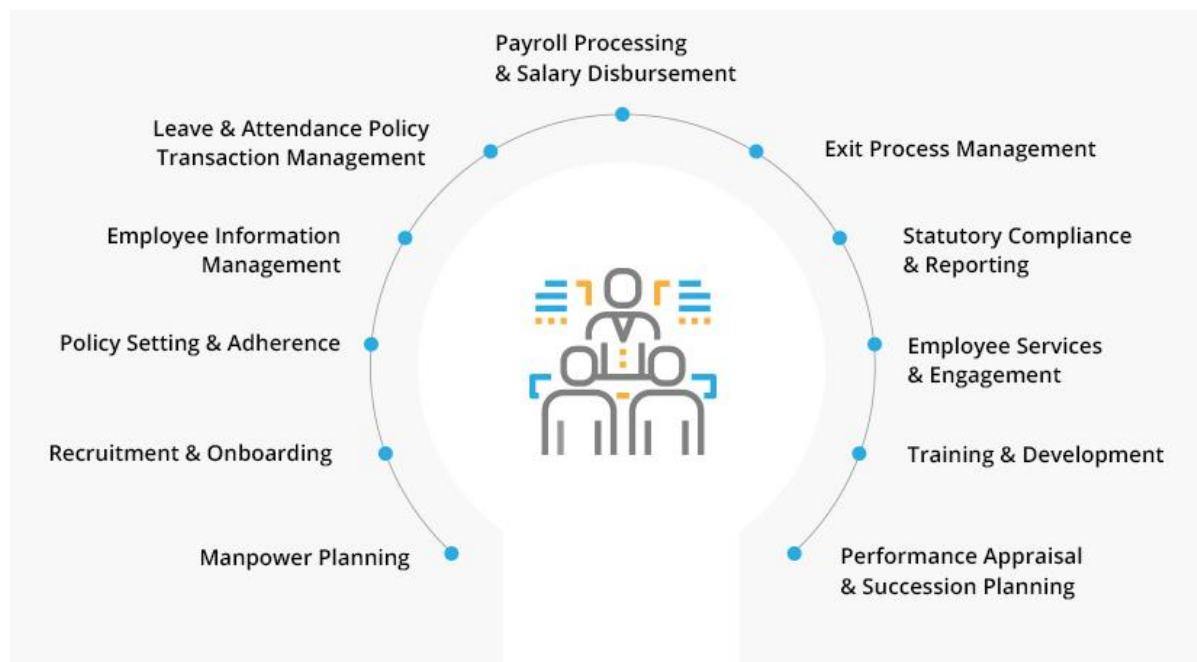 Payroll Processing
& Salary Disbursement
Leave & Attendance Policy
Transaction Management
Exit Process Management
Employee Information
Management
Statutory Compliance
& Reporting
Policy Setting & Adherence
Employee Services
& Engagement
Recruitment & Onboarding
Training & Development
Manpower Planning
Performance Appraisal
& Succession Planning